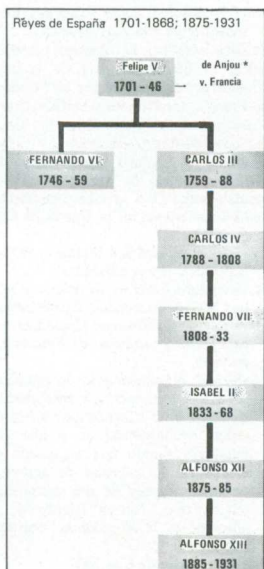 Reyes de España 1701-1868; 1875-1931
Felipe V
1701 - 46
de Anjou *
v. Francia
FERNANDO VI
1746 - 59
CARLOS III
1759 - 88
CARLOS IV
1788 - 1808
FERNANDO VII
1808 - 33
ISABEL II
1833 - 68
ALFONSO XII
1875 - 85
ALFONSO XIII
1885 - 1931